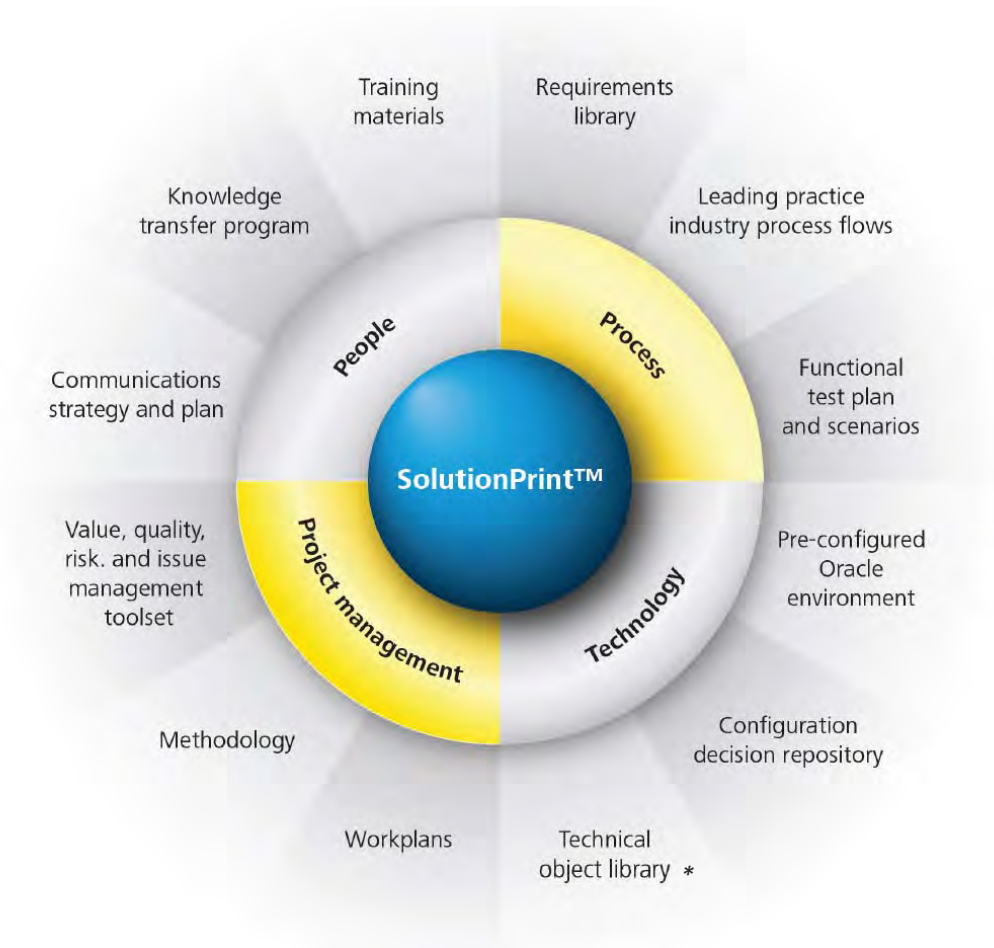 Training
materials
Requirements
library
Knowledge
transfer program
Leading practice
industry process flows
People
Process
Communications
strategy and plan
Functional
test plan
and scenarios
SolutionPrint™
Value, quality,
risk. and issue
management
toolset
Project management
Technology
Pre-configured
Oracle
environment
Methodology
Configuration
decision repository
Workplans
Technical
object library *